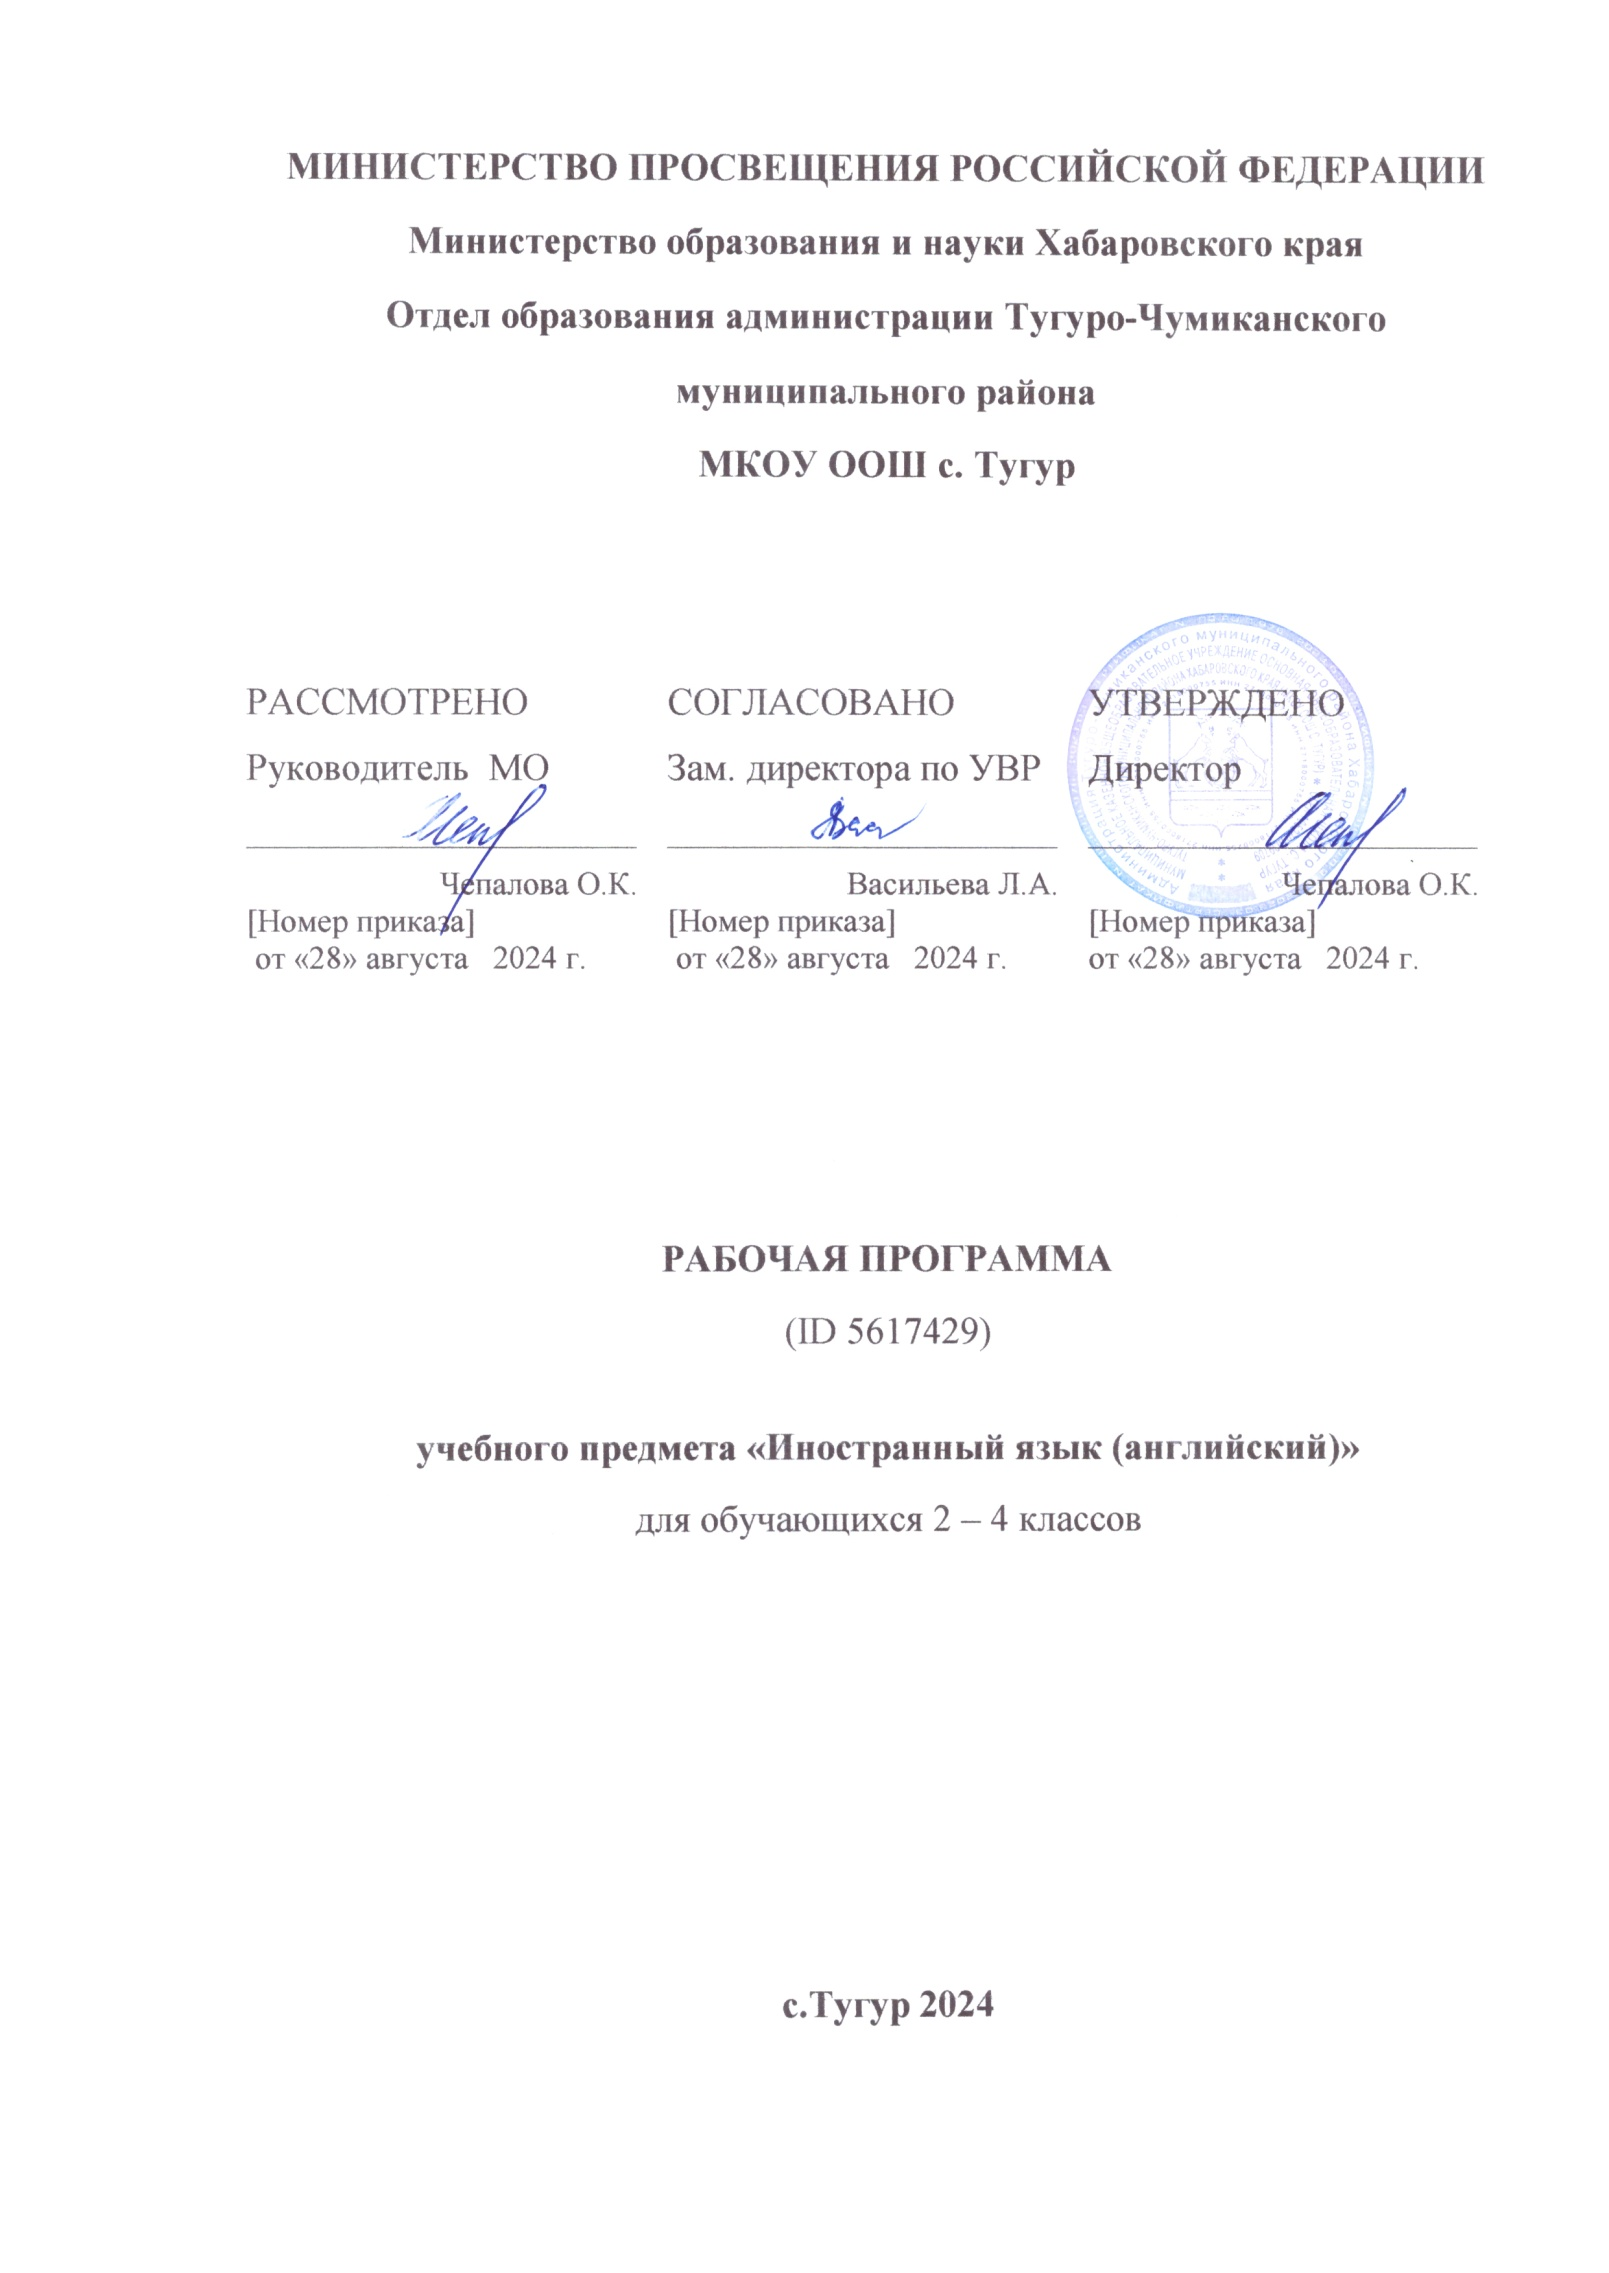 МИНИСТЕРСТВО ПРОСВЕЩЕНИЯ РОССИЙСКОЙ ФЕДЕРАЦИИ
Министерство образования и науки Хабаровского края
Отдел образования администрации Тугуро-Чумиканского
муниципального района
МКОУ ООШ с. Тугур
РАССМОТРЕНО
Руководитель МО
Чепалова О.К.
[Номер приказа]
от «28» августа 2024 г.
СОГЛАСОВАНО
Зам. директора по УВР
Васильева Л.А.
[Номер приказа]
от «28» августа 2024 г.
УТВЕРЖДЕНО
Директор
Чепалова О.К.
[Номер приказа]
от «28» августа 2024 г.
РАБОЧАЯ ПРОГРАММА
(ID 5617429)
учебного предмета «Иностранный язык (английский)»
для обучающихся 2 – 4 классов
с.Тугур 2024